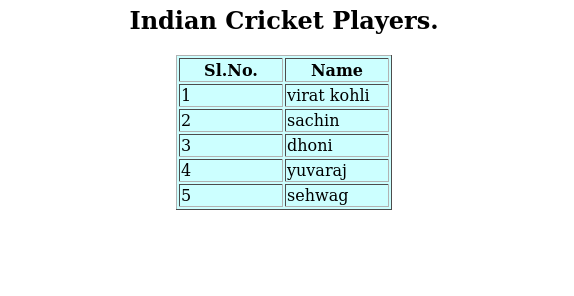 Indian Cricket Players.
Sl.No. Name
1 virat kohli
2 sachin
3 dhoni
4 yuvaraj
5 sehwag